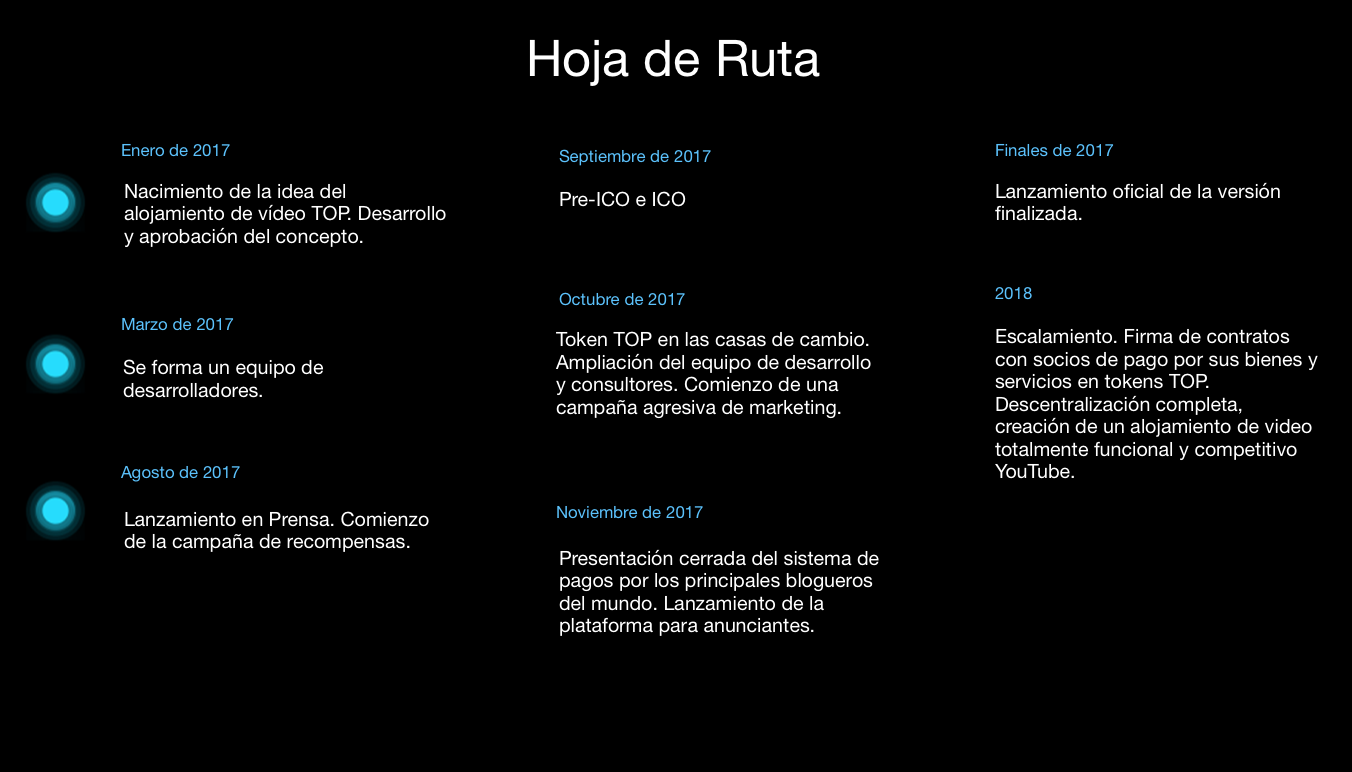 Hoja de Ruta
Enero de 2017
Nacimiento de la idea del
alojamiento de vídeo TOP. Desarrollo
y aprobación del concepto.
Marzo de 2017
Se forma un equipo de
desarrolladores.
Agosto de 2017
Lanzamiento en Prensa. Comienzo
de la campaña de recompensas.
Septiembre de 2017
Pre-ICO e ICO
Octubre de 2017
Token TOP en las casas de cambio.
Ampliación del equipo de desarrollo
y consultores. Comienzo de una
campaña agresiva de marketing.
Noviembre de 2017
Presentación cerrada del sistema de
pagos por los principales blogueros
del mundo. Lanzamiento de la
plataforma para anunciantes.
Finales de 2017
Lanzamiento oficial de la versión
finalizada.
2018
Escalamiento. Firma de contratos
con socios de pago por sus bienes y
servicios en tokens TOP.
Descentralización completa,
creación de un alojamiento de video
totalmente funcional y competitivo
YouTube.